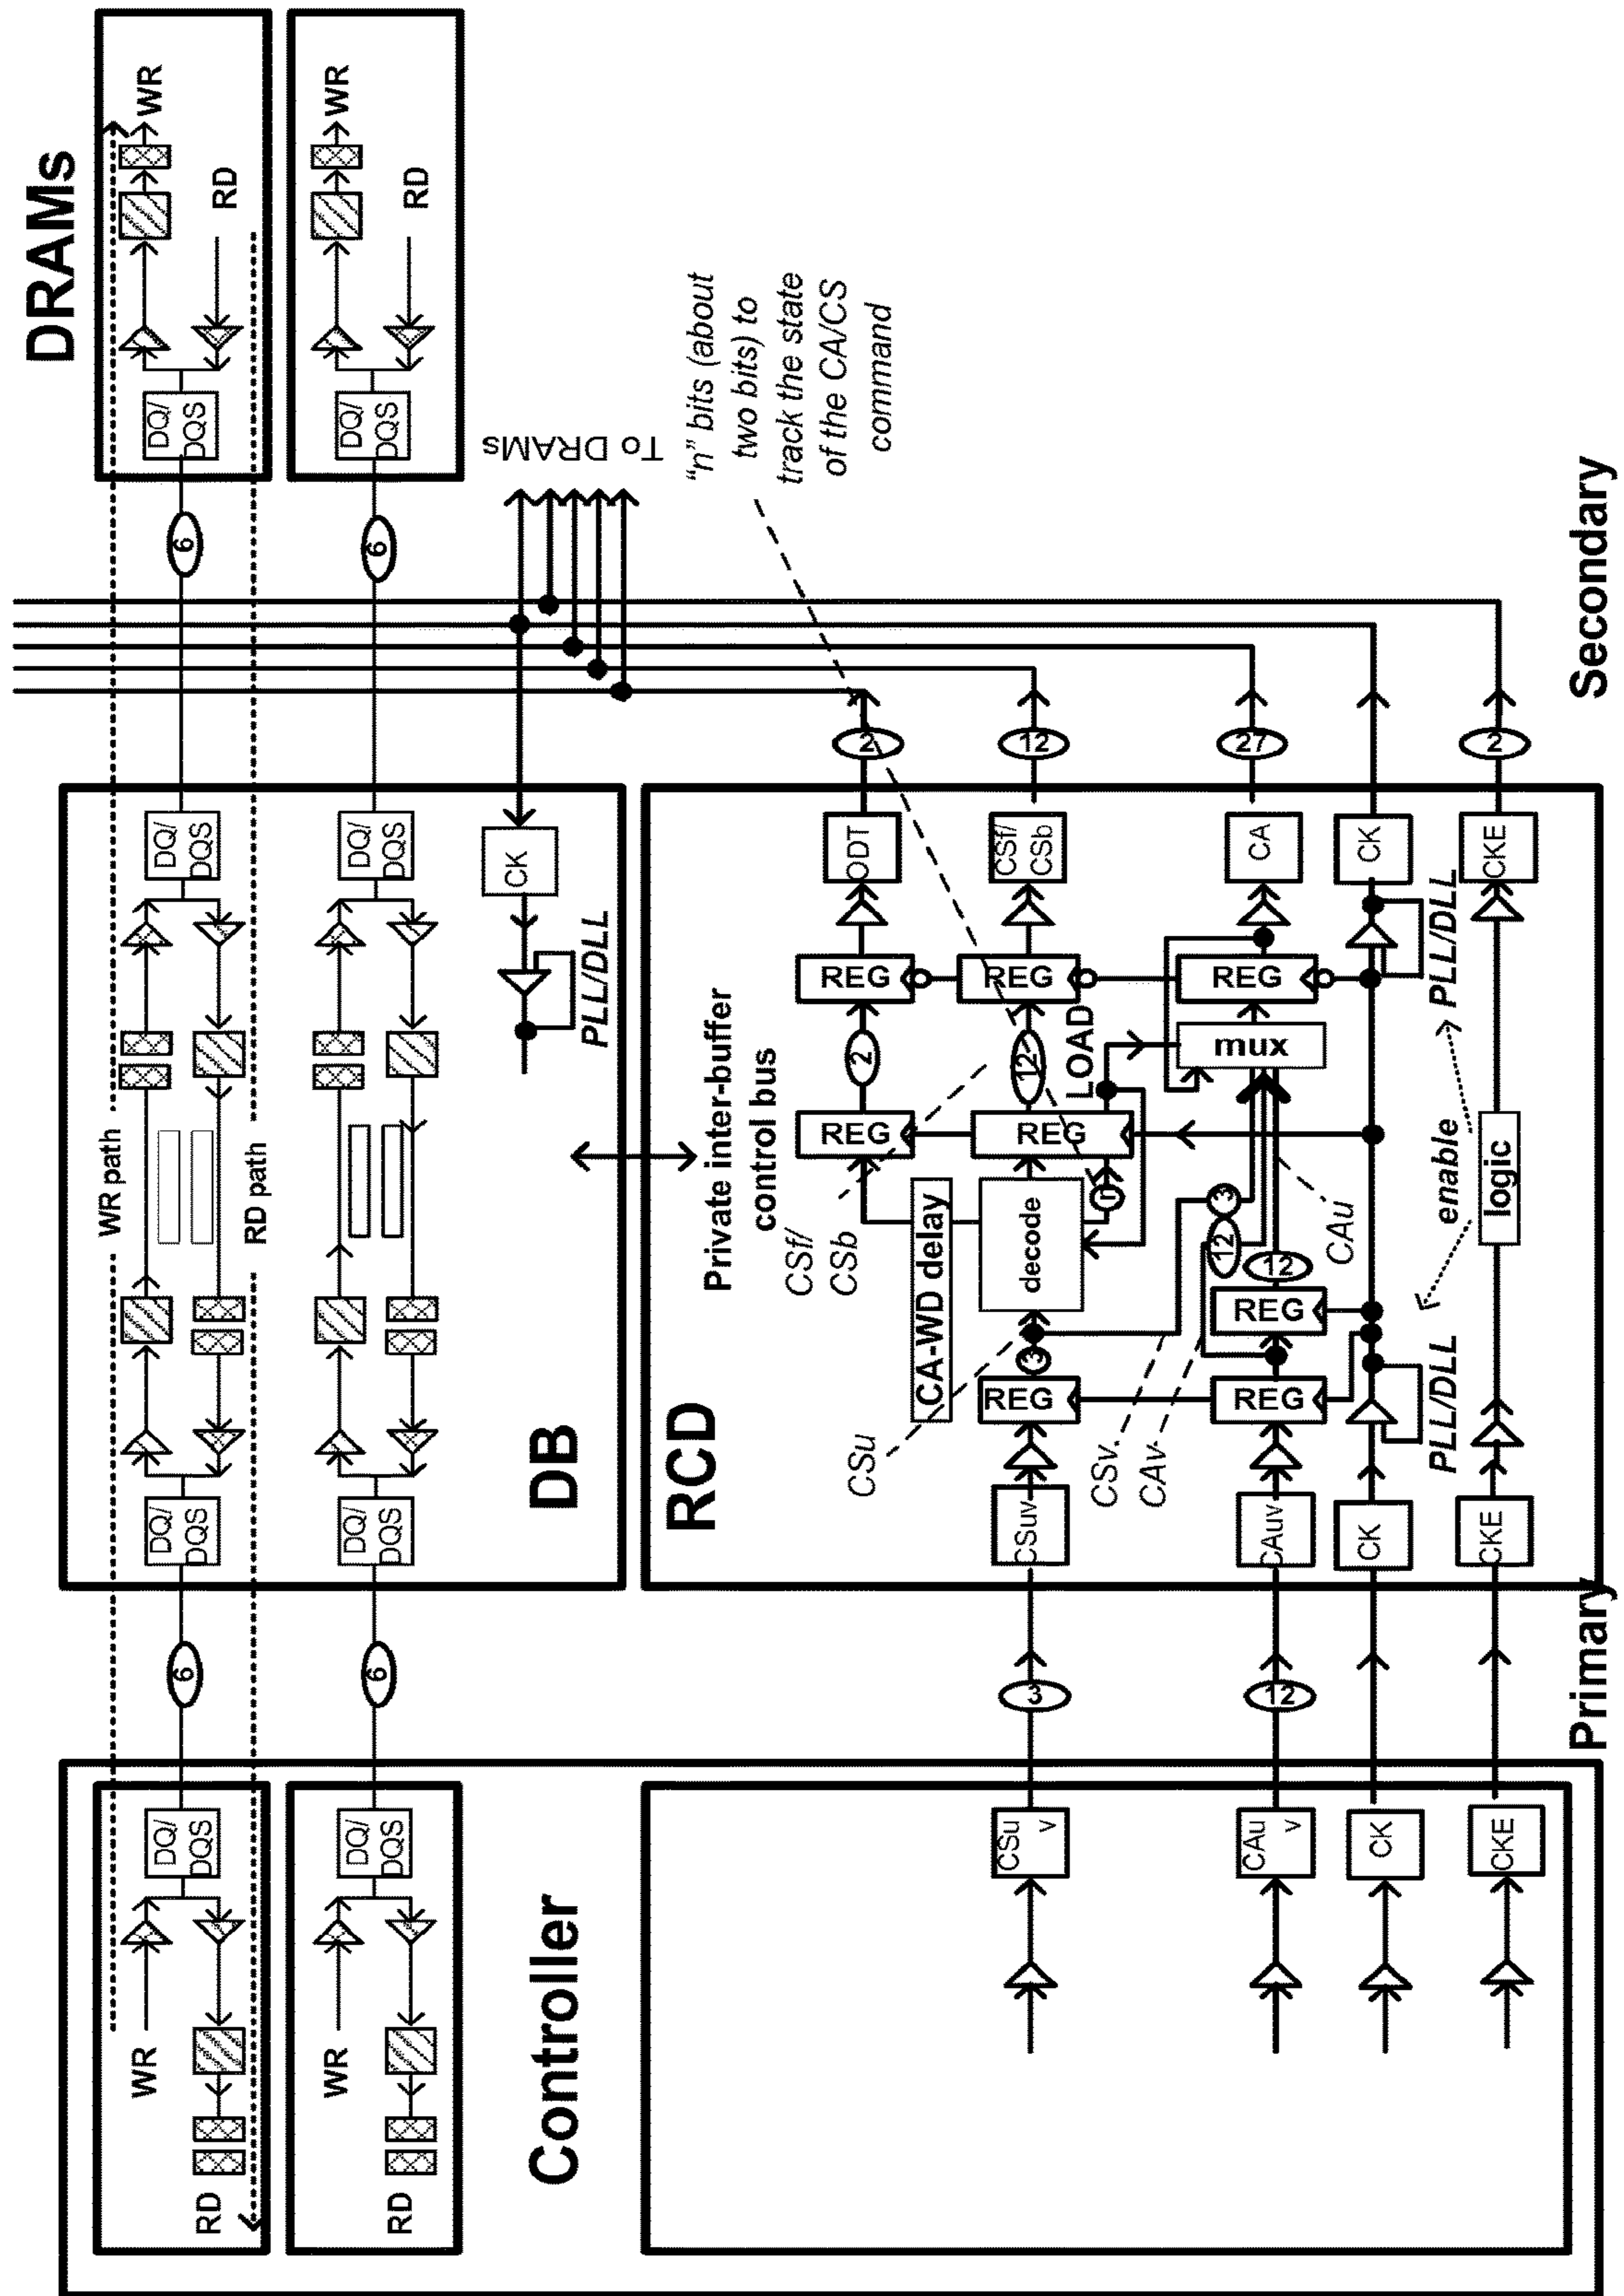 DRAMs
WR
RD
DQ/
DQS
WR
RD
DQ/
DQS
6
6
To DRAMs
"n" bits (about
two bits) to
track the state
of the CA/CS
command
Secondary
DB
WR path
RD path
DQ/
DQS
DQ/
DQS
DQ/
DQS
DQ/
DQS
CK
PLL/DLL
Private inter-buffer
control bus
RCD
ODT
CSf/
CSb
CA
CK
CKE
2
12
27
2
REG
REG
REG
PLL/DLL
2
12
LOAD
mux
REG
REG
CSf/
CSb
CA-WD delay
decode
n
3
12
12
CAu
enable
logic
REG
3
CSu
REG
REG
CSv
CAv
PLL/DLL
CSuv
CAuv
CK
CKE
Primary
6
6
3
12
Controller
DQ/
DQS
WR
RD
DQ/
DQS
WR
RD
CSu
v
CAu
v
CK
CKE